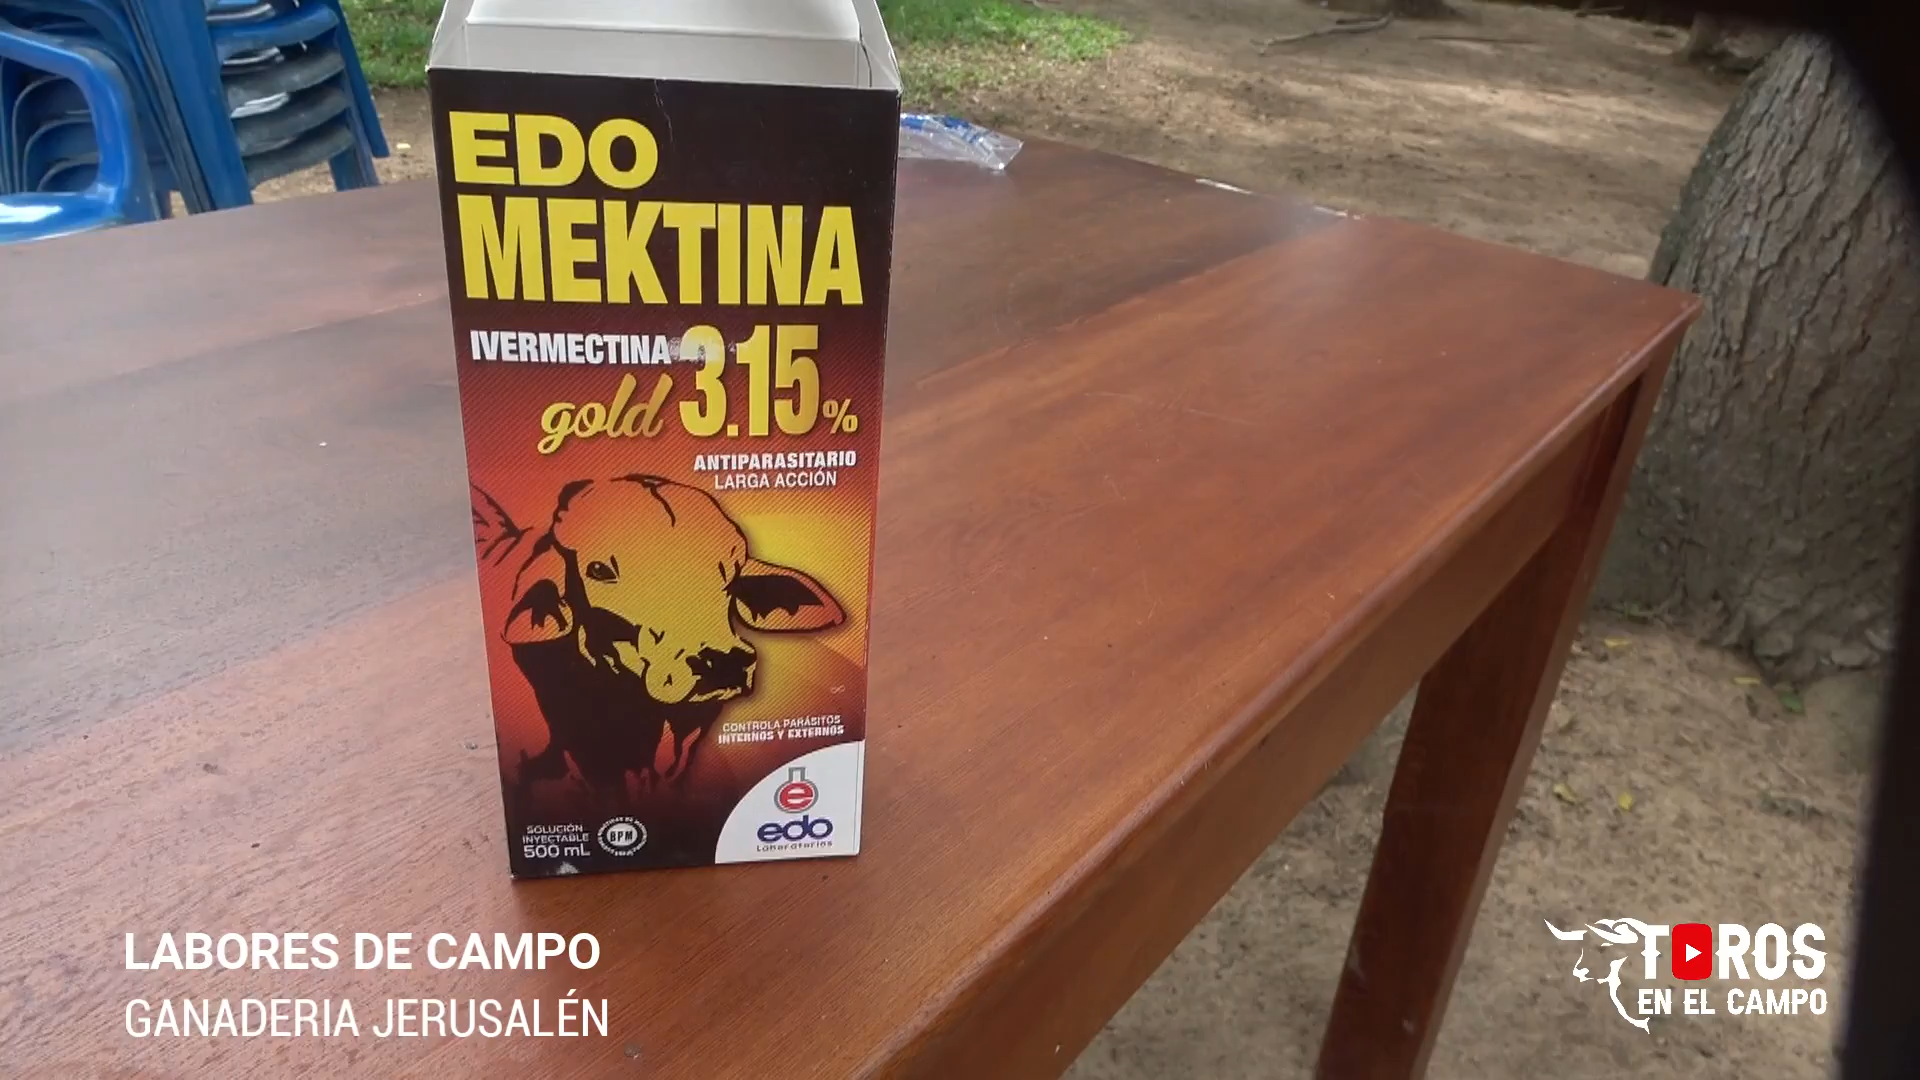 EDO
MEKTINA
IVERMECTINA
gold 3.15%
ANTIPARASITARIO
LARGA ACCIÓN
CONTROLA PARÁSITOS
INTERNOS Y EXTERNOS
SOLUCIÓN
INYECTABLE
500 mL
BPM
e
edo
Laboratorios
LABORES DE CAMPO
GANADERIA JERUSALÉN
TOROS
EN EL CAMPO